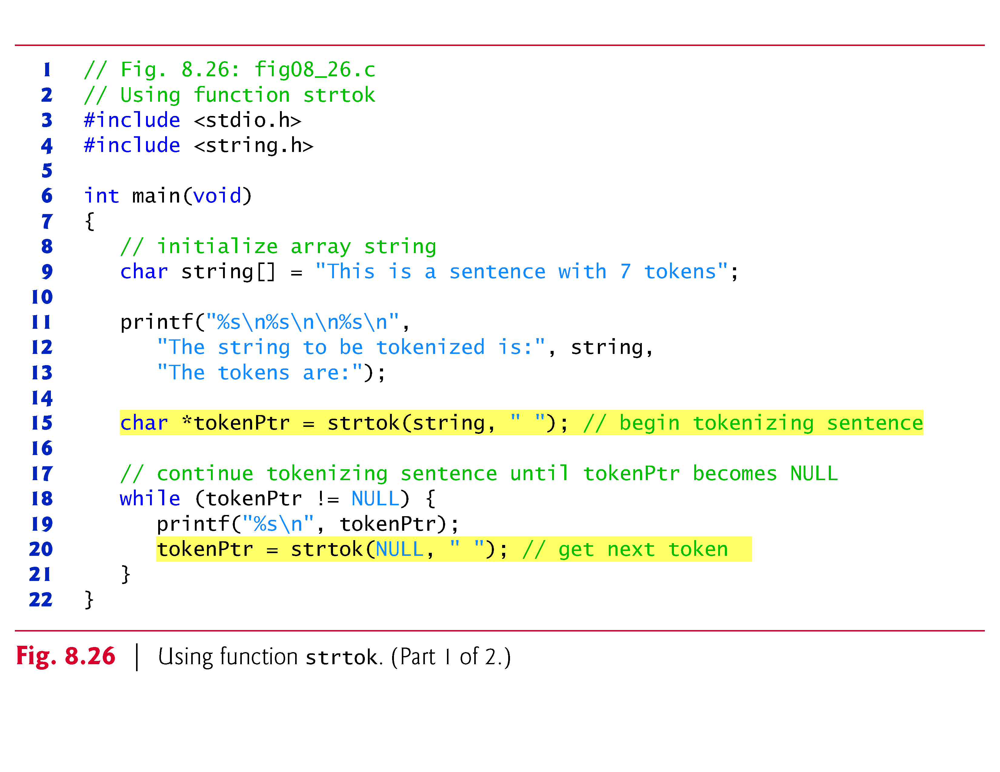 1 // Fig. 8.26: fig08_26.c
2 // Using function strtok
3 #include <stdio.h>
4 #include <string.h>
5
6 int main(void)
7 {
8    // initialize array string
9    char string[] = "This is a sentence with 7 tokens";
10
11    printf("%s\n%s\n\n%s\n",
12       "The string to be tokenized is:", string,
13       "The tokens are:");
14
15    char *tokenPtr = strtok(string, " "); // begin tokenizing sentence
16
17    // continue tokenizing sentence until tokenPtr becomes NULL
18    while (tokenPtr != NULL) {
19       printf("%s\n", tokenPtr);
20       tokenPtr = strtok(NULL, " "); // get next token
21    }
22 }
Fig. 8.26 | Using function strtok. (Part 1 of 2.)